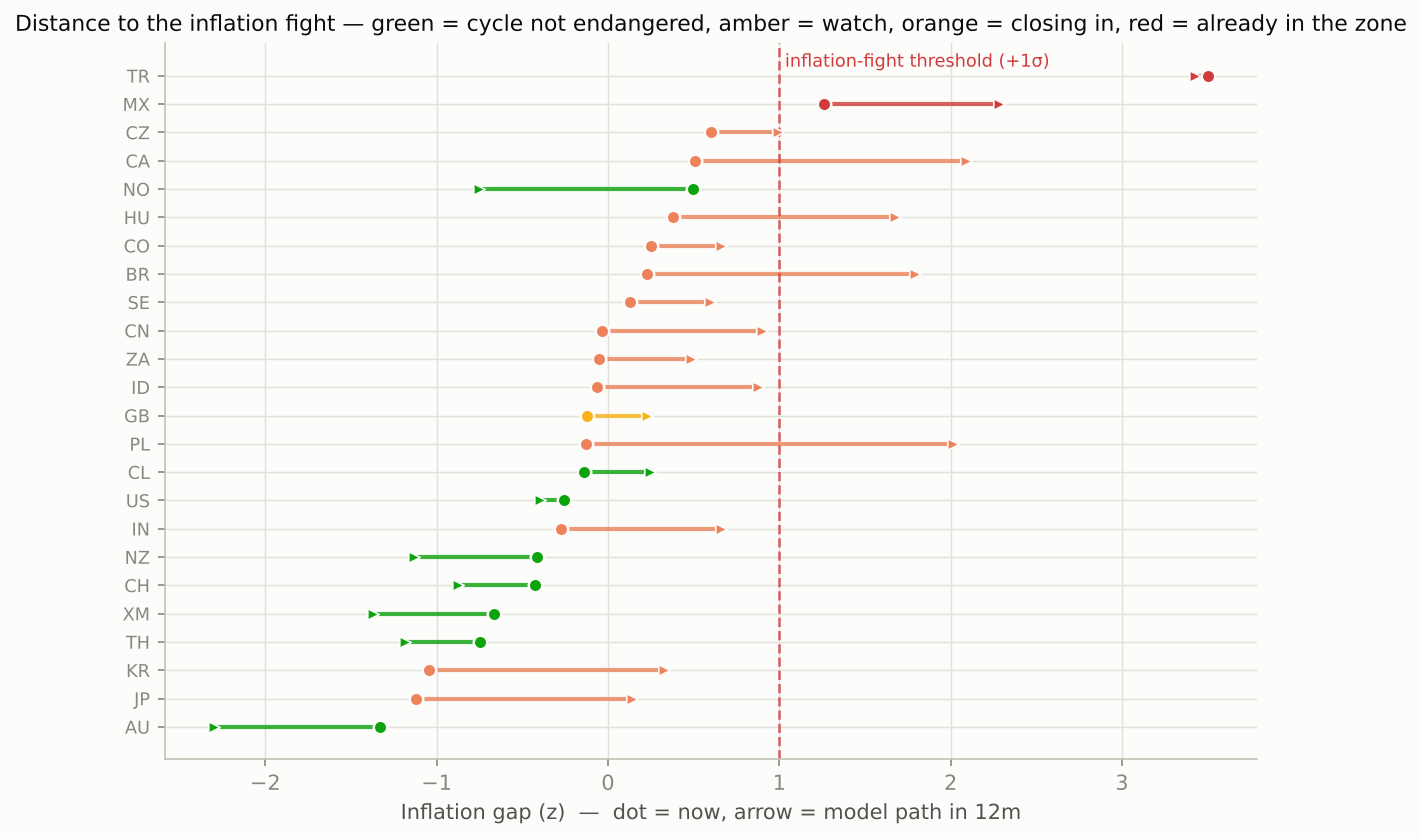 Distance to the inflation fight — green = cycle not endangered, amber = watch, orange = closing in, red = already in the zone
inflation-fight threshold (+1σ)
TR
MX
CZ
CA
NO
HU
CO
BR
SE
CN
ZA
ID
GB
PL
CL
US
IN
NZ
CH
XM
TH
KR
JP
AU
−2 −1 0 1 2 3
Inflation gap (z) — dot = now, arrow = model path in 12m